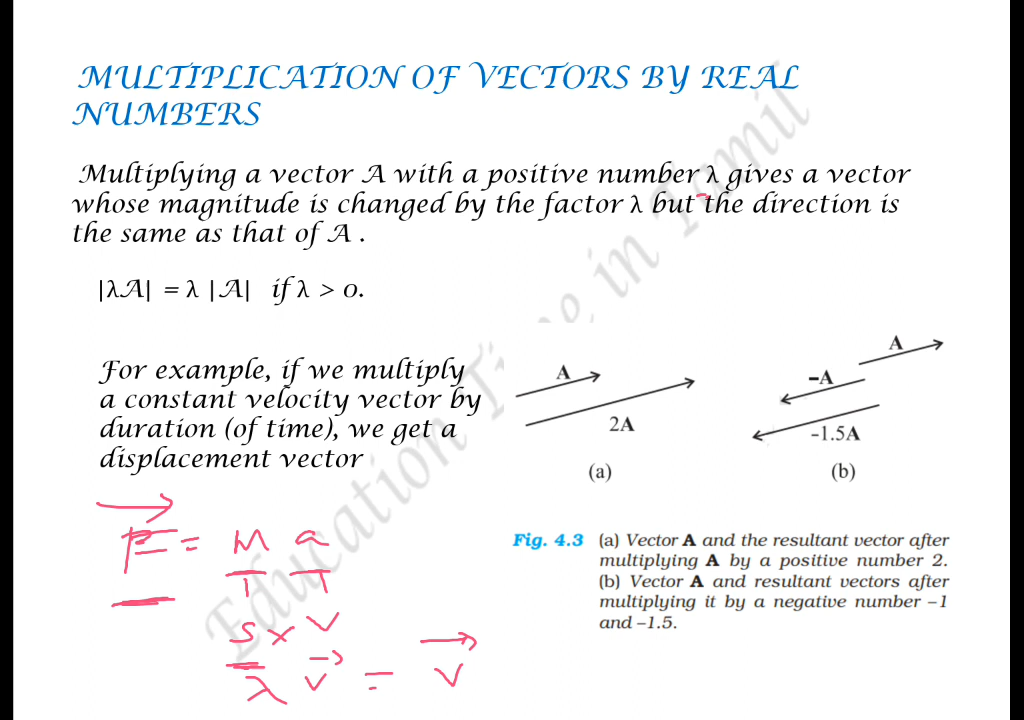 MULTIPLICATION OF VECTORS BY REAL
NUMBERS
Multiplying a vector A with a positive number λ gives a vector
whose magnitude is changed by the factor λ but the direction is
the same as that of A .
|λA| = λ |A| if λ > 0.
For example, if we multiply
a constant velocity vector by
duration (of time), we get a
displacement vector
A
2A
(a)
A
–A
–1.5A
(b)
Fig. 4.3 (a) Vector A and the resultant vector after
multiplying A by a positive number 2.
(b) Vector A and resultant vectors after
multiplying it by a negative number –1
and –1.5.
F = M a
S × V
λ V = V
Education Time in Tamil